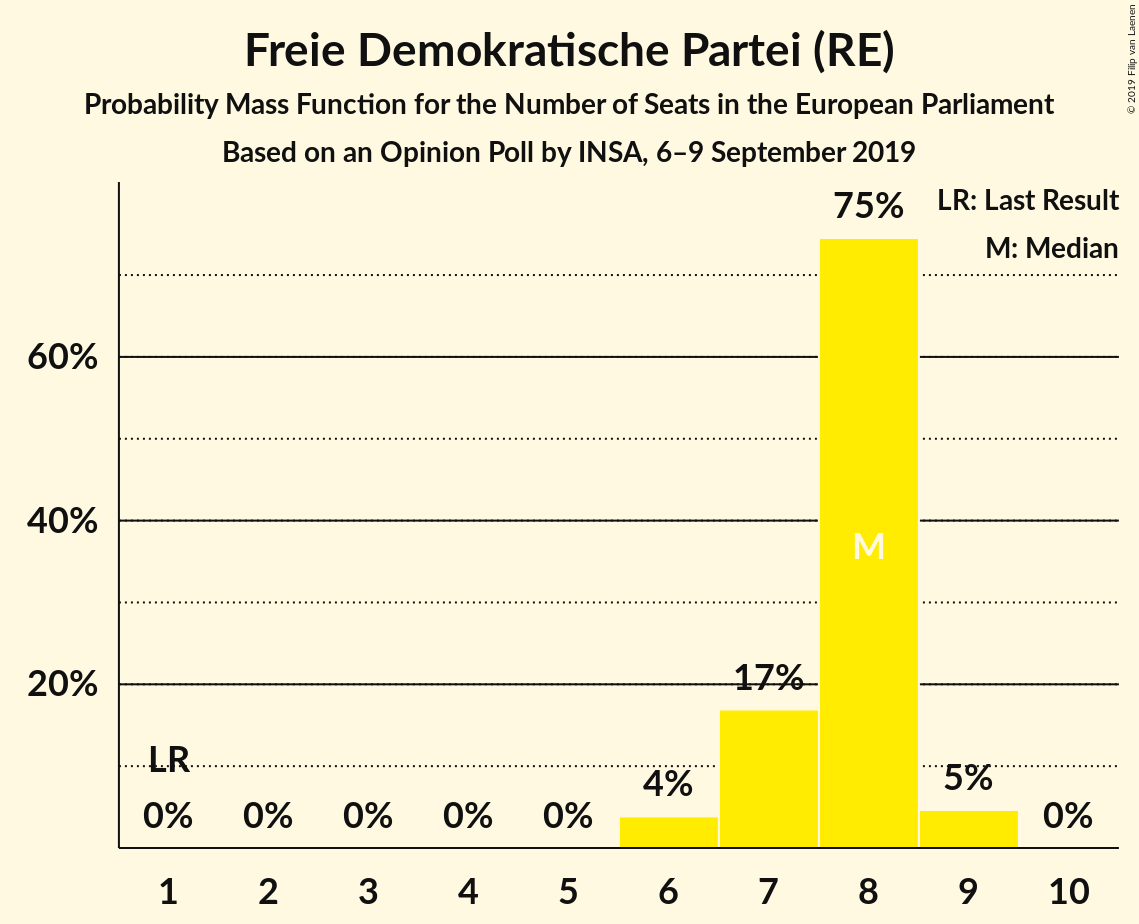 Freie Demokratische Partei (RE)
Probability Mass Function for the Number of Seats in the European Parliament
Based on an Opinion Poll by INSA, 6–9 September 2019
© 2019 Filip van Laenen
LR: Last Result
M: Median
75%
60%
40%
M
20%
17%
LR
0%
0%
0%
0%
0%
4%
5%
0%
1 2 3 4 5 6 7 8 9 10